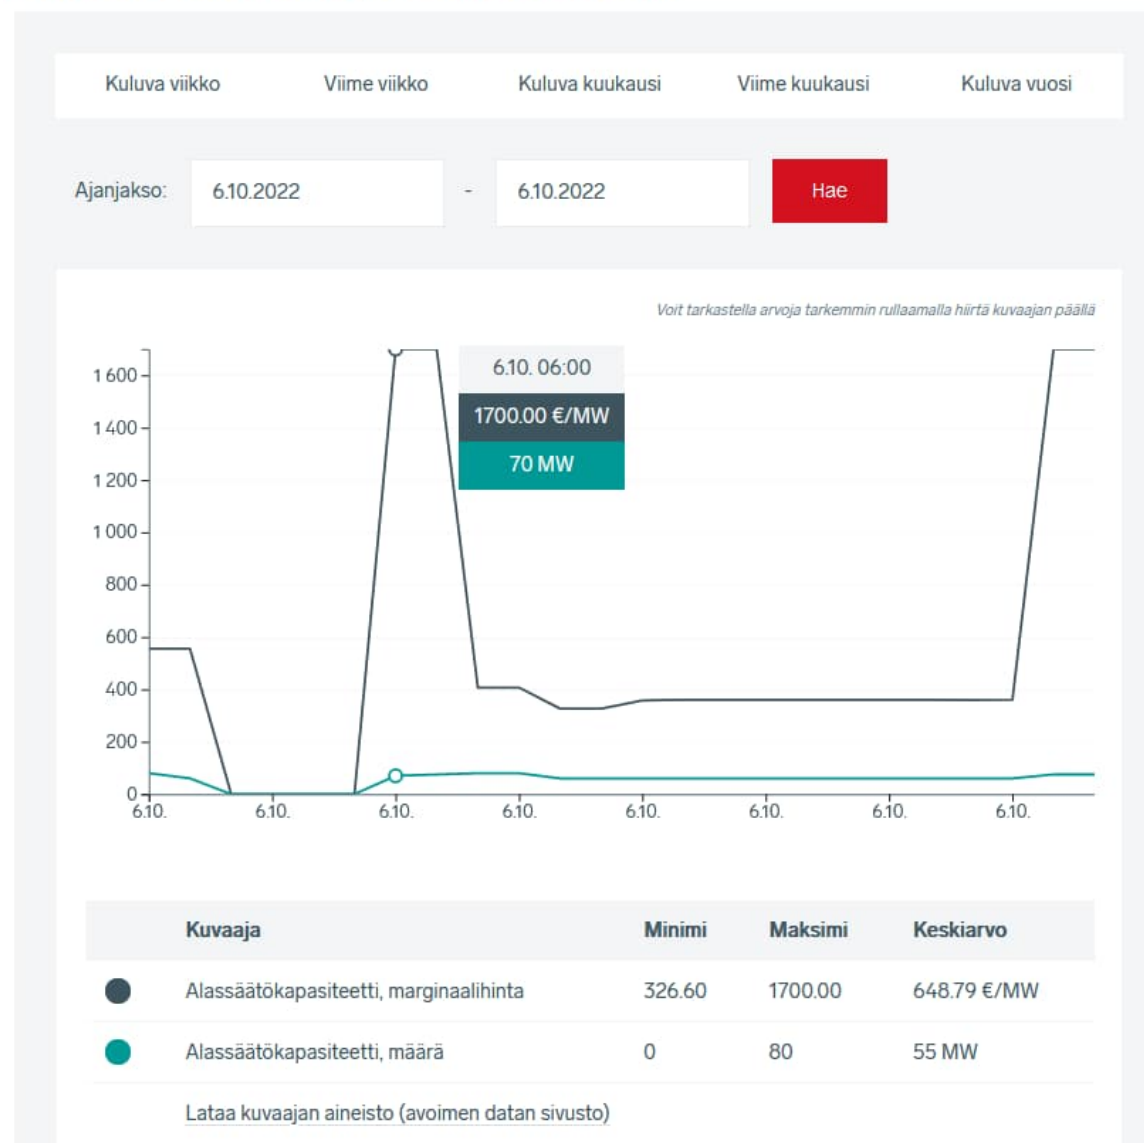 Kuluva viikko Viime viikko Kuluva kuukausi Viime kuukausi Kuluva vuosi
Ajanjakso: 6.10.2022 - 6.10.2022 Hae
Voit tarkastella arvoja tarkemmin rullaamalla hiirtä kuvaajan päällä
6.10. 06:00
1700.00 €/MW
70 MW
1 600
1 400
1 200
1 000
800
600
400
200
0
6.10. 6.10. 6.10. 6.10. 6.10. 6.10. 6.10. 6.10.
Kuvaaja Minimi Maksimi Keskiarvo
Alassäätökapasiteetti, marginaalihinta 326.60 1700.00 648.79 €/MW
Alassäätökapasiteetti, määrä 0 80 55 MW
Lataa kuvaajan aineisto (avoimen datan sivusto)